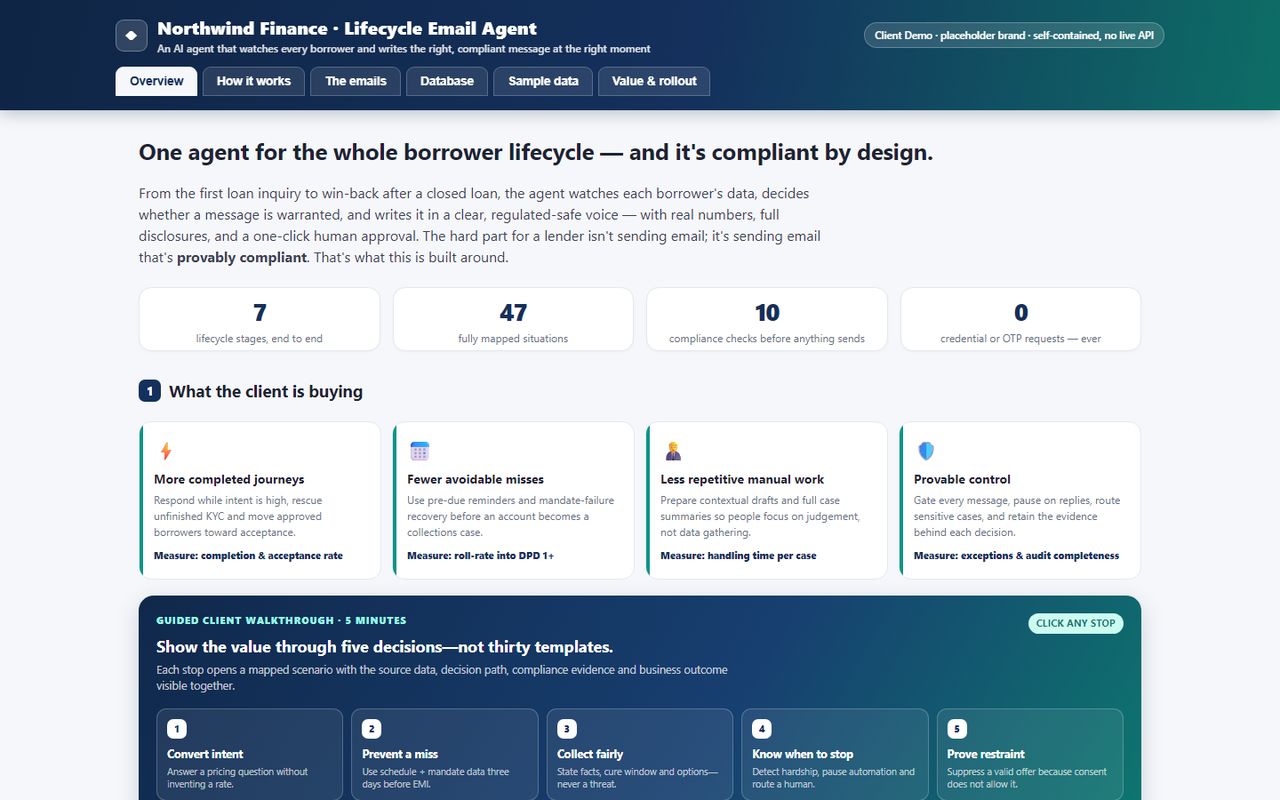 Northwind Finance · Lifecycle Email Agent
An AI agent that watches every borrower and writes the right, compliant message at the right moment
Client Demo · placeholder brand · self-contained, no live API
Overview
How it works
The emails
Database
Sample data
Value & rollout
One agent for the whole borrower lifecycle — and it's compliant by design.
From the first loan inquiry to win-back after a closed loan, the agent watches each borrower's data, decides
whether a message is warranted, and writes it in a clear, regulated-safe voice — with real numbers, full
disclosures, and a one-click human approval. The hard part for a lender isn't sending email; it's sending email
that's provably compliant. That's what this is built around.
7
lifecycle stages, end to end
47
fully mapped situations
10
compliance checks before anything sends
0
credential or OTP requests — ever
1 What the client is buying
More completed journeys
Respond while intent is high, rescue
unfinished KYC and move approved
borrowers toward acceptance.
Measure: completion & acceptance rate
Fewer avoidable misses
Use pre-due reminders and mandate-failure
recovery before an account becomes a
collections case.
Measure: roll-rate into DPD 1+
Less repetitive manual work
Prepare contextual drafts and full case
summaries so people focus on judgement,
not data gathering.
Measure: handling time per case
Provable control
Gate every message, pause on replies, route
sensitive cases, and retain the evidence
behind each decision.
Measure: exceptions & audit completeness
GUIDED CLIENT WALKTHROUGH · 5 MINUTES
CLICK ANY STOP
Show the value through five decisions—not thirty templates.
Each stop opens a mapped scenario with the source data, decision path, compliance evidence and business outcome
visible together.
1
Convert intent
Answer a pricing question without
inventing a rate.
2
Prevent a miss
Use schedule + mandate data three
days before EMI.
3
Collect fairly
State facts, cure window and options—
never a threat.
4
Know when to stop
Detect hardship, pause automation and
route a human.
5
Prove restraint
Suppress a valid offer because consent
does not allow it.